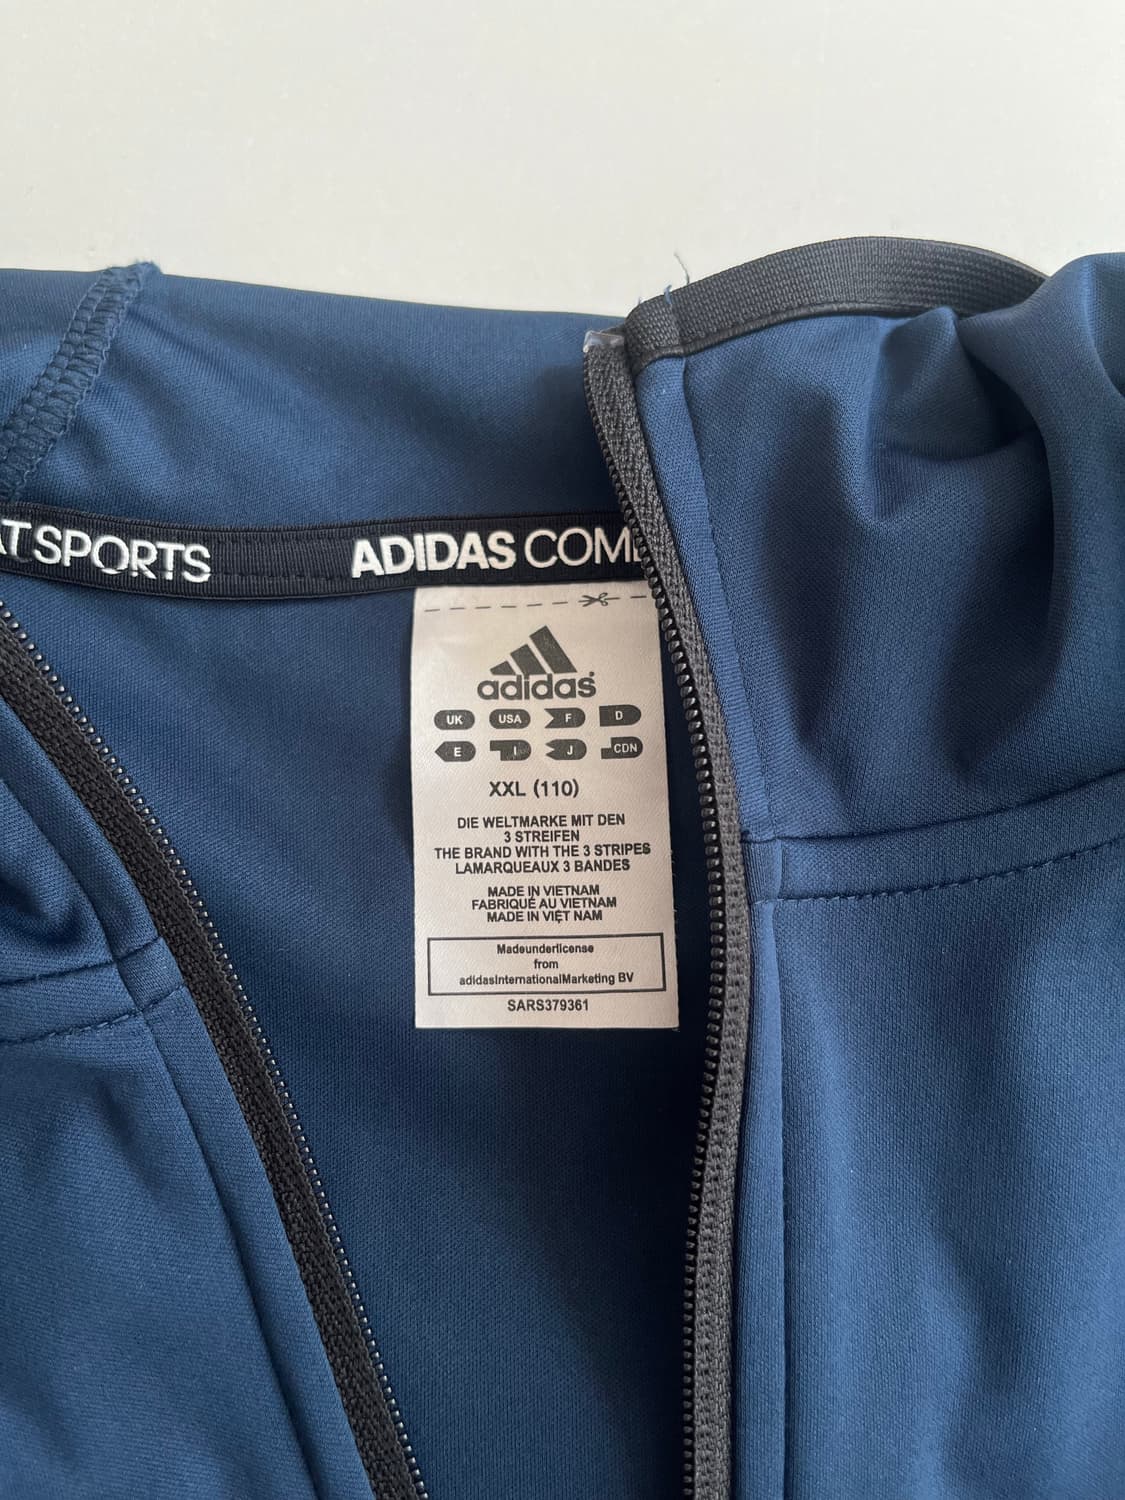 AT SPORTS
ADIDAS COM
adidas
UK USA F D
E I J CDN
XXL (110)
DIE WELTMARKE MIT DEN
3 STREIFEN
THE BRAND WITH THE 3 STRIPES
LAMARQUEAUX 3 BANDES
MADE IN VIETNAM
FABRIQUÉ AU VIETNAM
MADE IN VIỆT NAM
Madeunderlicense
from
adidasInternationalMarketing BV
SARS379361